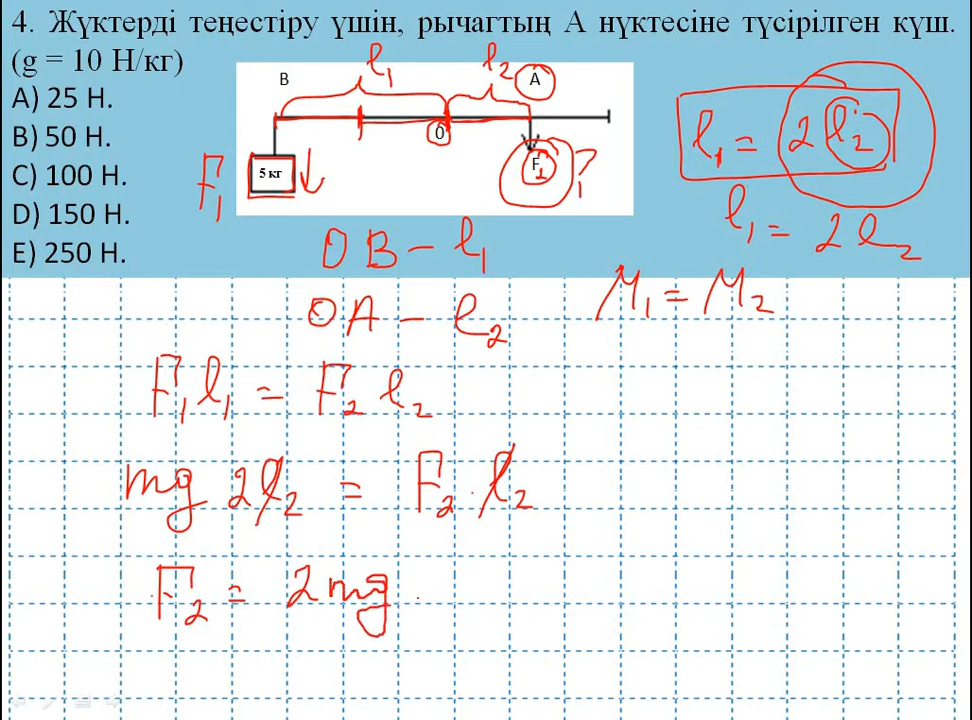 4. Жүктерді теңестіру үшін, рычагтың А нүктесіне түсірілген күш.
(g = 10 Н/кг)
A) 25 Н.
B) 50 Н.
C) 100 Н.
D) 150 Н.
E) 250 Н.
l₁ l₂
B A
O
5 кг
F₁ F₂ ?
l₁ = 2l₂
l₁ = 2l₂
OB – l₁
OA – l₂
M₁ = M₂
F₁l₁ = F₂l₂
mg 2l₂ = F₂ · l₂
F₂ = 2mg